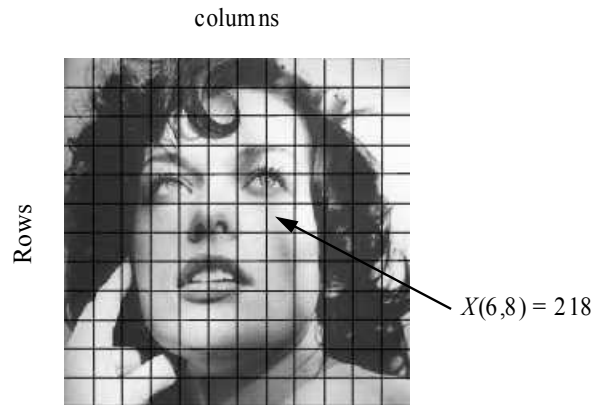 columns
Rows
X(6,8) = 218